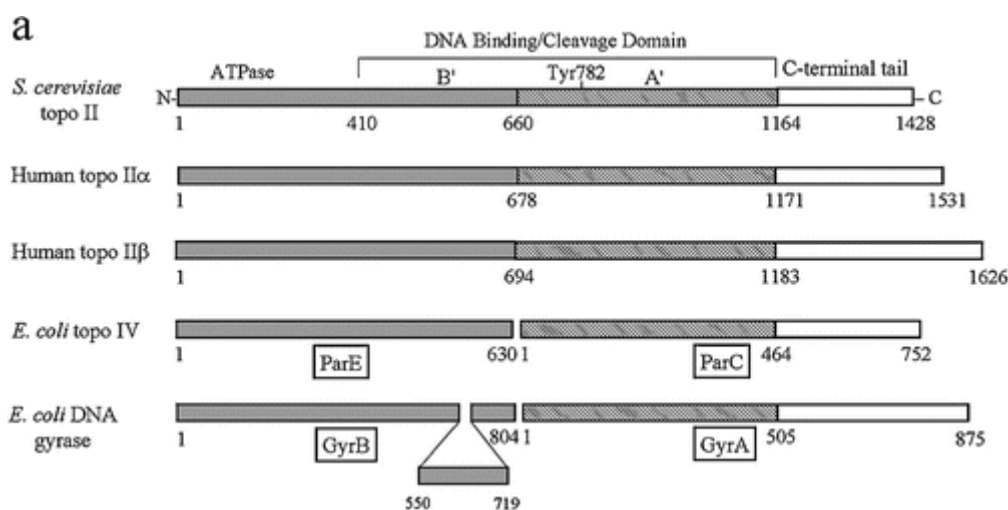 a
DNA Binding/Cleavage Domain
ATPase B' Tyr782 A' C-terminal tail
S. cerevisiae
topo II
N- – C
1 410 660 1164 1428
Human topo IIα
1 678 1171 1531
Human topo IIβ
1 694 1183 1626
E. coli topo IV
1 630 1 464 752
ParE ParC
E. coli DNA
gyrase
1 804 1 505 875
GyrB GyrA
550 719